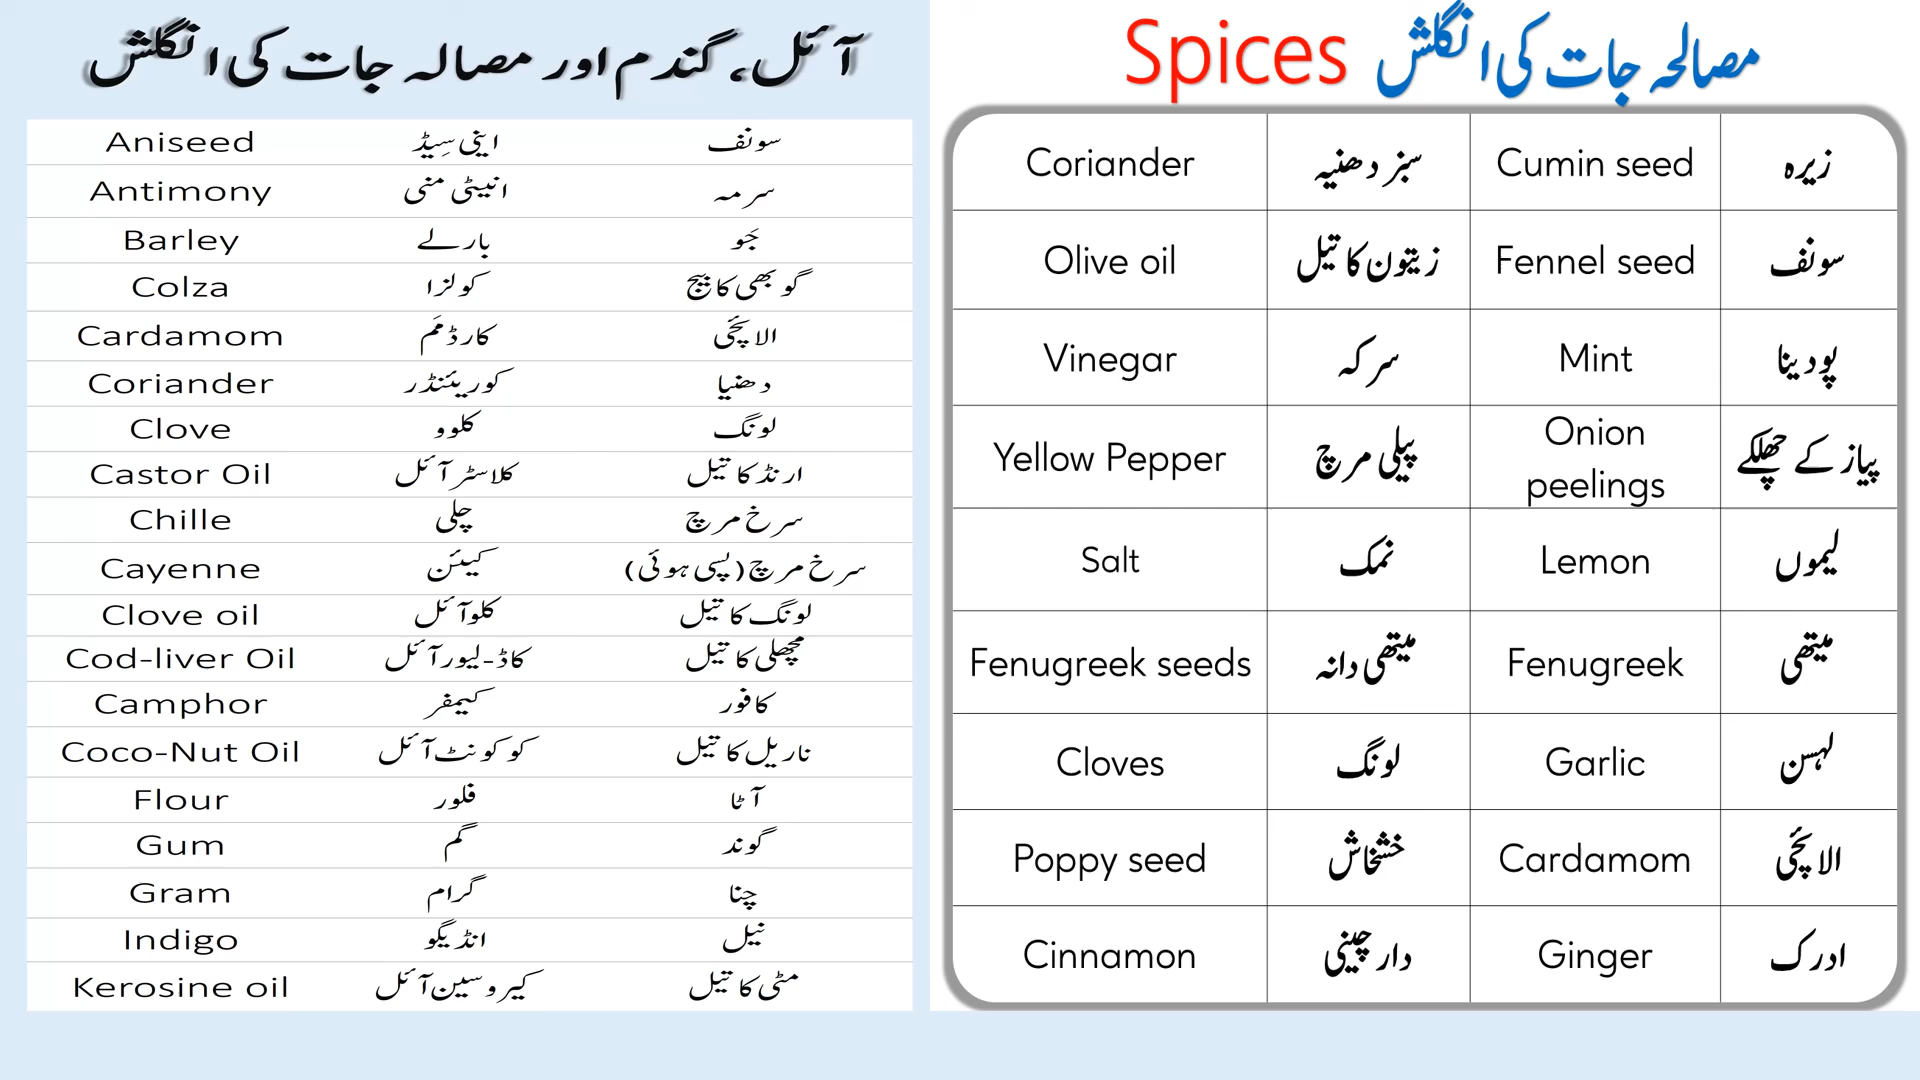 آئل، گندم اور مصالہ جات کی انگلش
Aniseed اینی سِیڈ سونف
Antimony انیٹی منی سرمہ
Barley بارلے جَو
Colza کولزا گوبھی کا بیج
Cardamom کارڈمَم الائچی
Coriander کوریئنڈر دھنیا
Clove کلوو لونگ
Castor Oil کلاسٹر آئل ارنڈ کا تیل
Chille چلی سرخ مرچ
Cayenne کیئن سرخ مرچ (پسی ہوئی)
Clove oil کلو آئل لونگ کا تیل
Cod-liver Oil کاڈ-لیور آئل مچھلی کا تیل
Camphor کیمفر کافور
Coco-Nut Oil کوکونٹ آئل ناریل کا تیل
Flour فلور آٹا
Gum گم گوند
Gram گرام چنا
Indigo انڈیگو نیل
Kerosine oil کیروسین آئل مٹی کا تیل
Spices مصالحہ جات کی انگلش
Coriander سبز دھنیہ Cumin seed زیرہ
Olive oil زیتون کا تیل Fennel seed سونف
Vinegar سرکہ Mint پودینا
Yellow Pepper پیلی مرچ Onion peelings پیاز کے چھلکے
Salt نمک Lemon لیموں
Fenugreek seeds میتھی دانہ Fenugreek میتھی
Cloves لونگ Garlic لہسن
Poppy seed خشخاش Cardamom الائچی
Cinnamon دار چینی Ginger ادرک